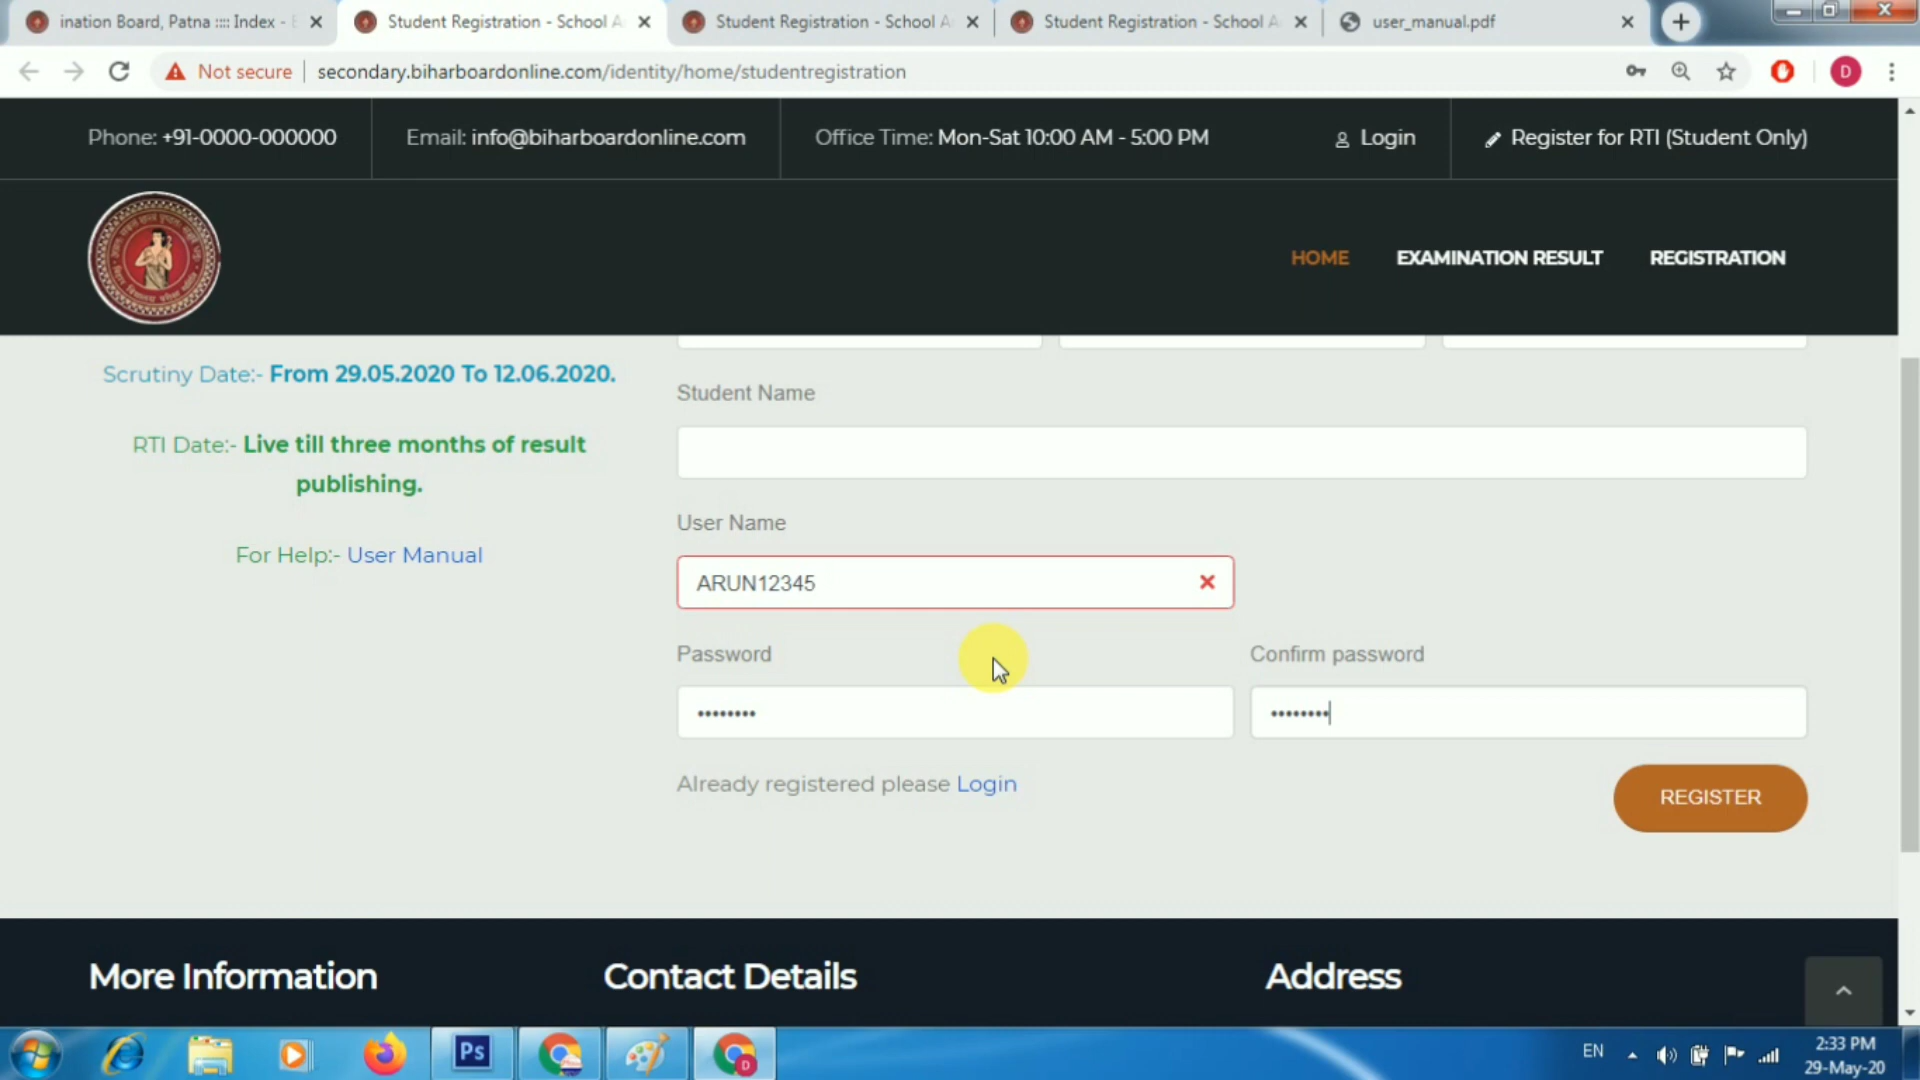 ination Board, Patna :::: Index - E
Student Registration - School A
Student Registration - School A
Student Registration - School A
user_manual.pdf
Not secure
secondary.biharboardonline.com/identity/home/studentregistration
D
Phone: +91-0000-000000
Email: info@biharboardonline.com
Office Time: Mon-Sat 10:00 AM - 5:00 PM
Login
Register for RTI (Student Only)
HOME
EXAMINATION RESULT
REGISTRATION
Scrutiny Date:- From 29.05.2020 To 12.06.2020.
RTI Date:- Live till three months of result
publishing.
For Help:- User Manual
Student Name
User Name
ARUN12345
Password
Confirm password
Already registered please Login
REGISTER
More Information
Contact Details
Address
Ps
D
EN
2:33 PM
29-May-20